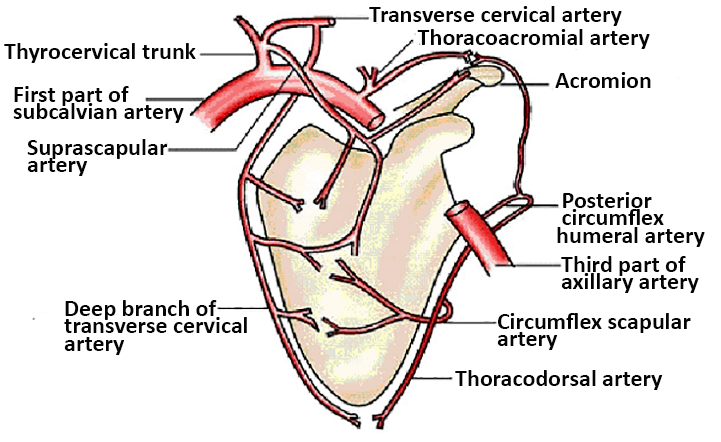 Transverse cervical artery
Thoracoacromial artery
Thyrocervical trunk
Acromion
First part of
subcalvian artery
Suprascapular
artery
Posterior
circumflex
humeral artery
Third part of
axillary artery
Deep branch of
transverse cervical
artery
Circumflex scapular
artery
Thoracodorsal artery